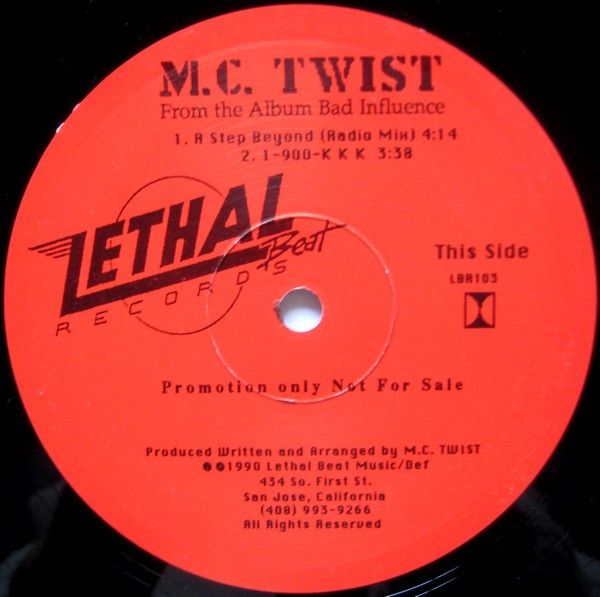 M.C. TWIST
From the Album Bad Influence
1. A Step Beyond (Radio Mix) 4:14
2. 1-900-K K K 3:38
LETHAL
Beat
RECORDS
This Side
LBR103
Promotion only Not For Sale
Produced Written and Arranged by M.C. TWIST
℗ ©1990 Lethal Beat Music/Def
434 So. First St.
San Jose, California
(408) 993-9266
All Rights Reserved